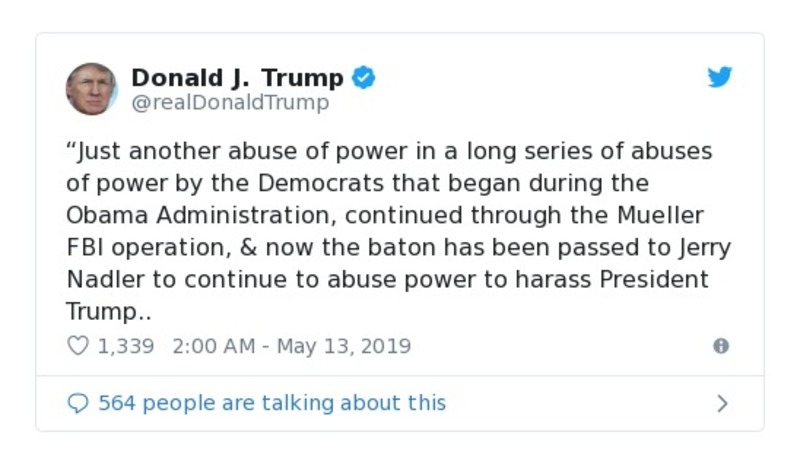 Donald J. Trump
@realDonaldTrump
“Just another abuse of power in a long series of abuses
of power by the Democrats that began during the
Obama Administration, continued through the Mueller
FBI operation, & now the baton has been passed to Jerry
Nadler to continue to abuse power to harass President
Trump..
1,339 2:00 AM - May 13, 2019
564 people are talking about this